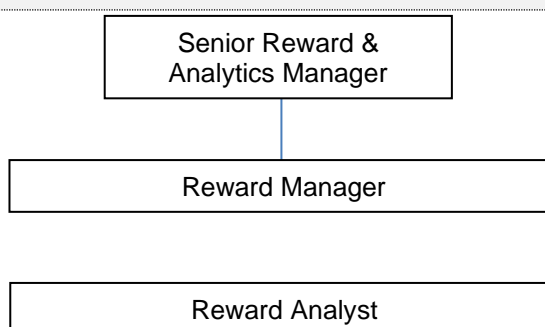 Senior Reward &
Analytics Manager
Reward Manager
Reward Analyst